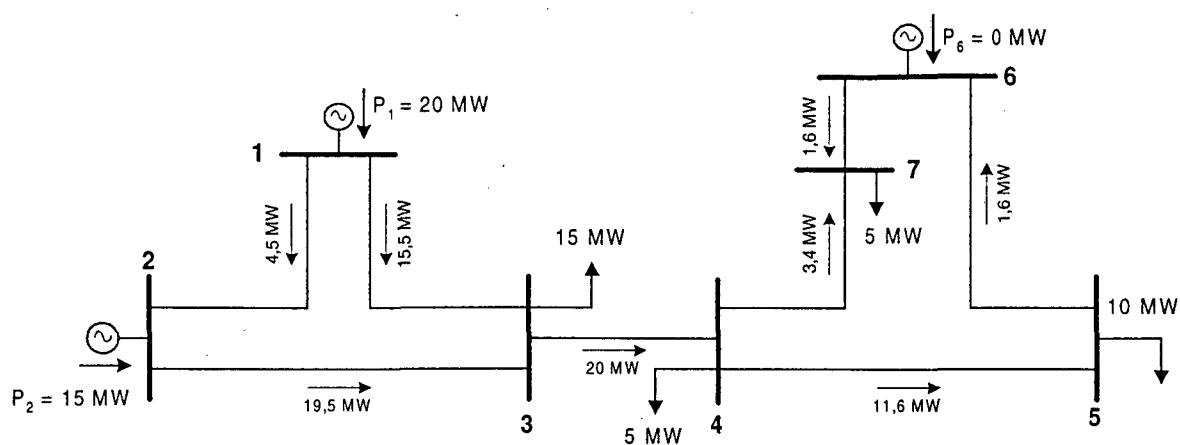 P6 = 0 MW
6
P1 = 20 MW
1
1,6 MW
7
5 MW
1,6 MW
3,4 MW
4,5 MW
15,5 MW
15 MW
2
10 MW
20 MW
P2 = 15 MW
19,5 MW
3
5 MW
4
11,6 MW
5